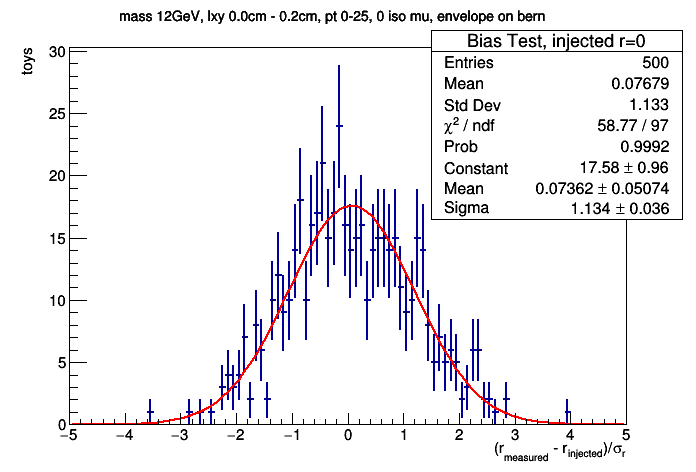 mass 12GeV, lxy 0.0cm - 0.2cm, pt 0-25, 0 iso mu, envelope on bern
Bias Test, injected r=0
Entries 500
Mean 0.07679
Std Dev 1.133
χ² / ndf 58.77 / 97
Prob 0.9992
Constant 17.58 ± 0.96
Mean 0.07362 ± 0.05074
Sigma 1.134 ± 0.036
toys
30
25
20
15
10
5
0
−5 −4 −3 −2 −1 0 1 2 3 4 5
(r_measured - r_injected)/σ_r